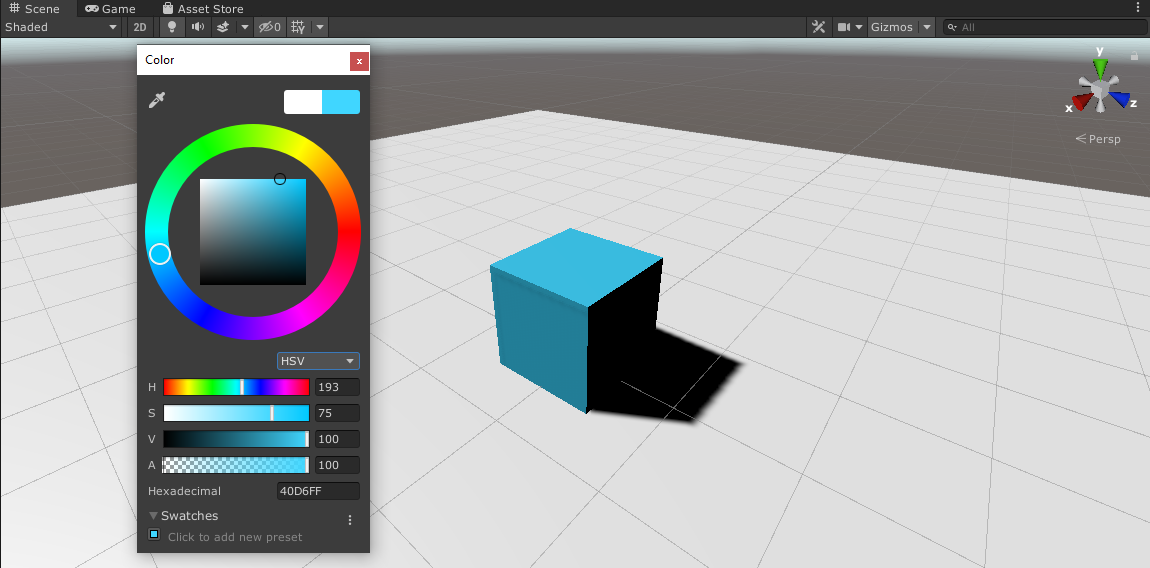 Scene Game Asset Store
Shaded 2D 0 Gizmos All
Color x
y
x z
Persp
HSV
H 193
S 75
V 100
A 100
Hexadecimal 40D6FF
Swatches
Click to add new preset